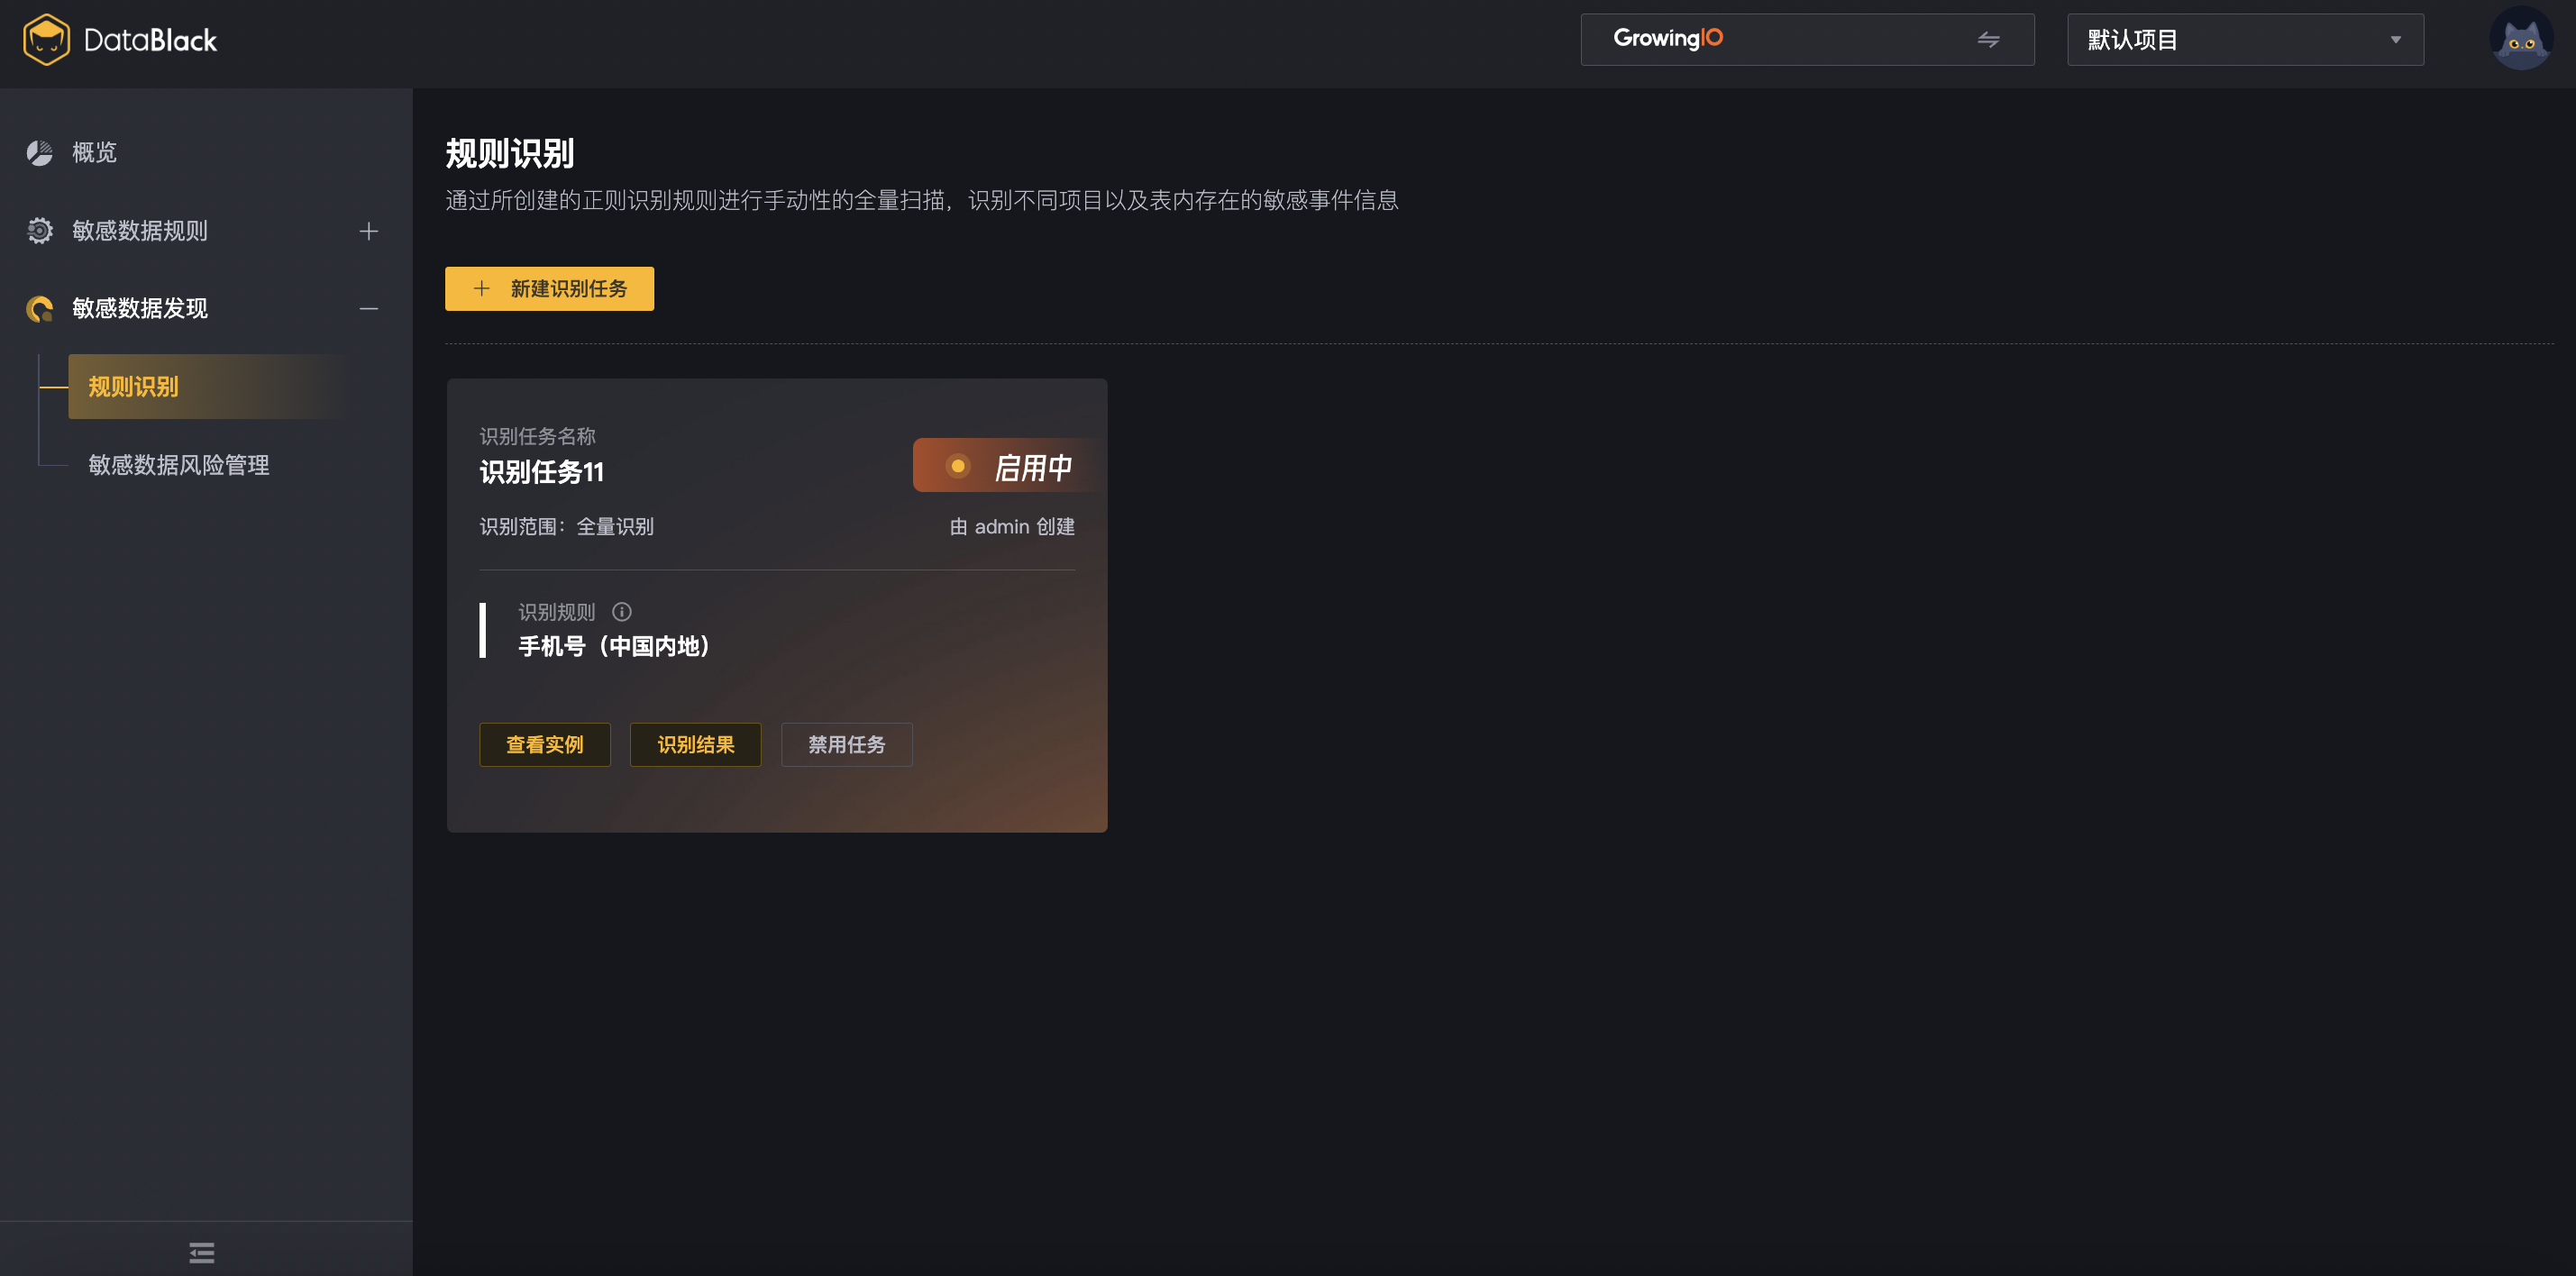 DataBlack
GrowingIO
默认项目
概览
敏感数据规则
敏感数据发现
规则识别
敏感数据风险管理
规则识别
通过所创建的正则识别规则进行手动性的全量扫描，识别不同项目以及表内存在的敏感事件信息
新建识别任务
识别任务名称
识别任务11
启用中
识别范围：全量识别
由 admin 创建
识别规则
手机号（中国内地）
查看实例
识别结果
禁用任务